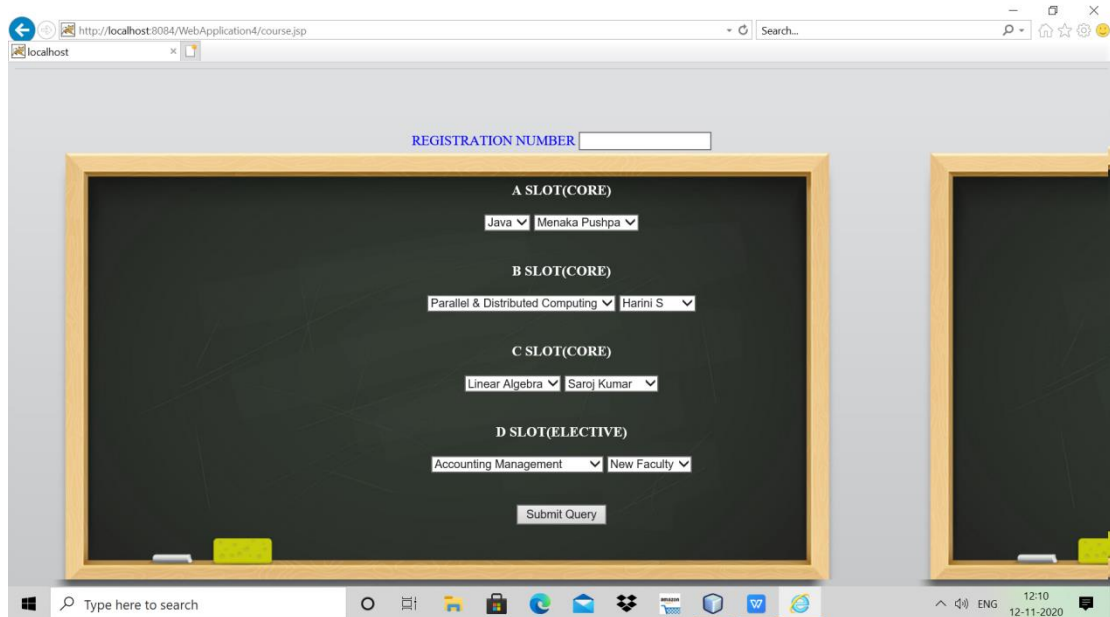 http://localhost:8084/WebApplication4/course.jsp
Search...
localhost
REGISTRATION NUMBER
A SLOT(CORE)
Java Menaka Pushpa
B SLOT(CORE)
Parallel & Distributed Computing Harini S
C SLOT(CORE)
Linear Algebra Saroj Kumar
D SLOT(ELECTIVE)
Accounting Management New Faculty
Submit Query
Type here to search
amazon
W
ENG
12:10
12-11-2020